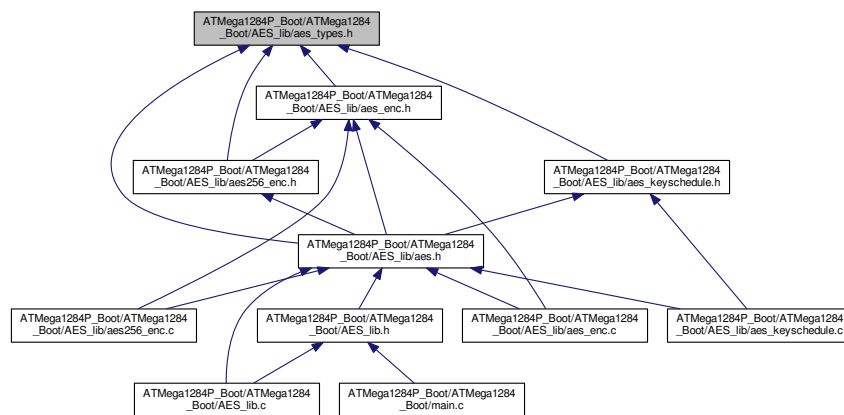 ATMega1284P_Boot/ATMega1284
_Boot/AES_lib/aes_types.h
ATMega1284P_Boot/ATMega1284
_Boot/AES_lib/aes_enc.h
ATMega1284P_Boot/ATMega1284
_Boot/AES_lib/aes256_enc.h
ATMega1284P_Boot/ATMega1284
_Boot/AES_lib/aes_keyschedule.h
ATMega1284P_Boot/ATMega1284
_Boot/AES_lib/aes.h
ATMega1284P_Boot/ATMega1284
_Boot/AES_lib/aes256_enc.c
ATMega1284P_Boot/ATMega1284
_Boot/AES_lib.h
ATMega1284P_Boot/ATMega1284
_Boot/AES_lib/aes_enc.c
ATMega1284P_Boot/ATMega1284
_Boot/AES_lib/aes_keyschedule.c
ATMega1284P_Boot/ATMega1284
_Boot/AES_lib.c
ATMega1284P_Boot/ATMega1284
_Boot/main.c